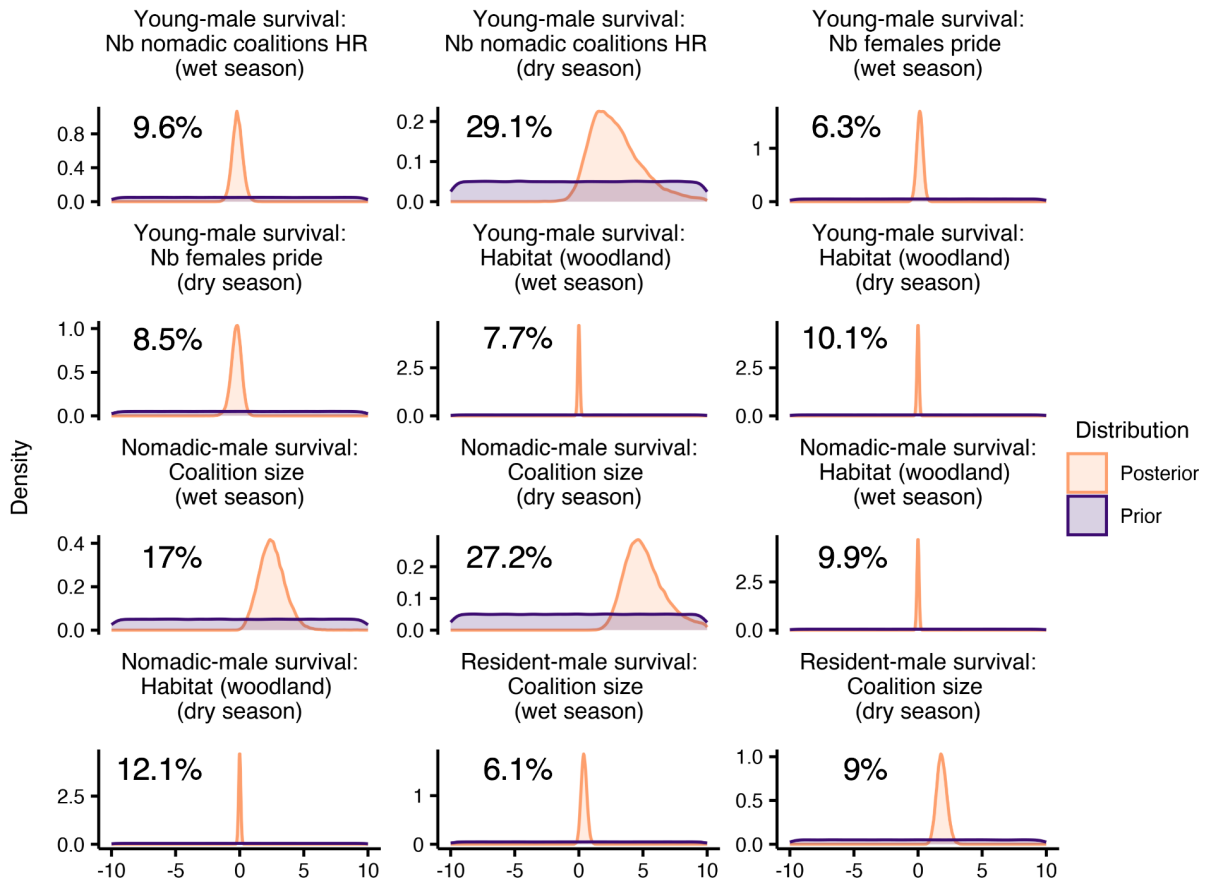 Young-male survival:
Nb nomadic coalitions HR
(wet season)
Young-male survival:
Nb nomadic coalitions HR
(dry season)
Young-male survival:
Nb females pride
(wet season)
9.6%
0.8
0.4
0.0
29.1%
0.2
0.1
0.0
6.3%
1
0
Young-male survival:
Nb females pride
(dry season)
Young-male survival:
Habitat (woodland)
(wet season)
Young-male survival:
Habitat (woodland)
(dry season)
8.5%
1.0
0.5
0.0
7.7%
2.5
0.0
10.1%
2.5
0.0
Density
Nomadic-male survival:
Coalition size
(wet season)
Nomadic-male survival:
Coalition size
(dry season)
Nomadic-male survival:
Habitat (woodland)
(wet season)
17%
0.4
0.2
0.0
27.2%
0.2
0.1
0.0
9.9%
2.5
0.0
Nomadic-male survival:
Habitat (woodland)
(dry season)
Resident-male survival:
Coalition size
(wet season)
Resident-male survival:
Coalition size
(dry season)
12.1%
2.5
0.0
6.1%
1
0
9%
1.0
0.5
0.0
-10 -5 0 5 10
-10 -5 0 5 10
-10 -5 0 5 10
Distribution
Posterior
Prior